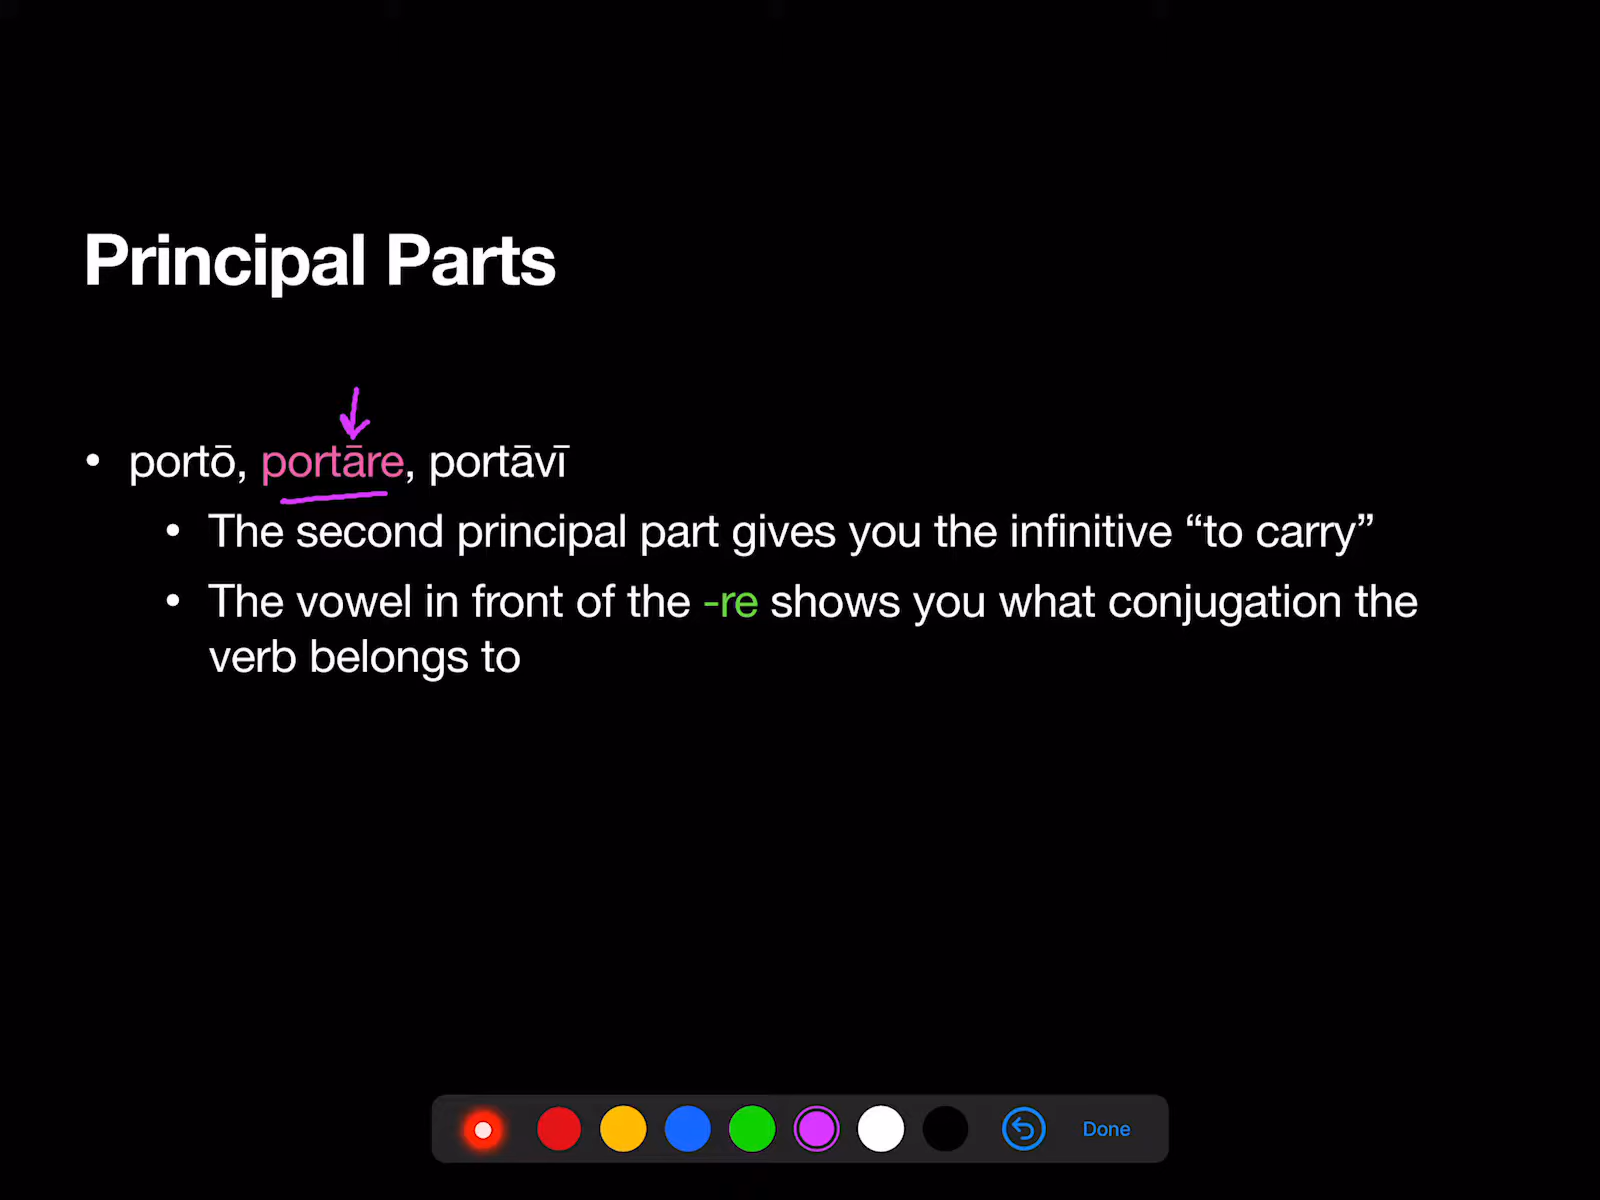 Principal Parts
• portō, portāre, portāvī
• The second principal part gives you the infinitive “to carry”
• The vowel in front of the -re shows you what conjugation the
verb belongs to
Done